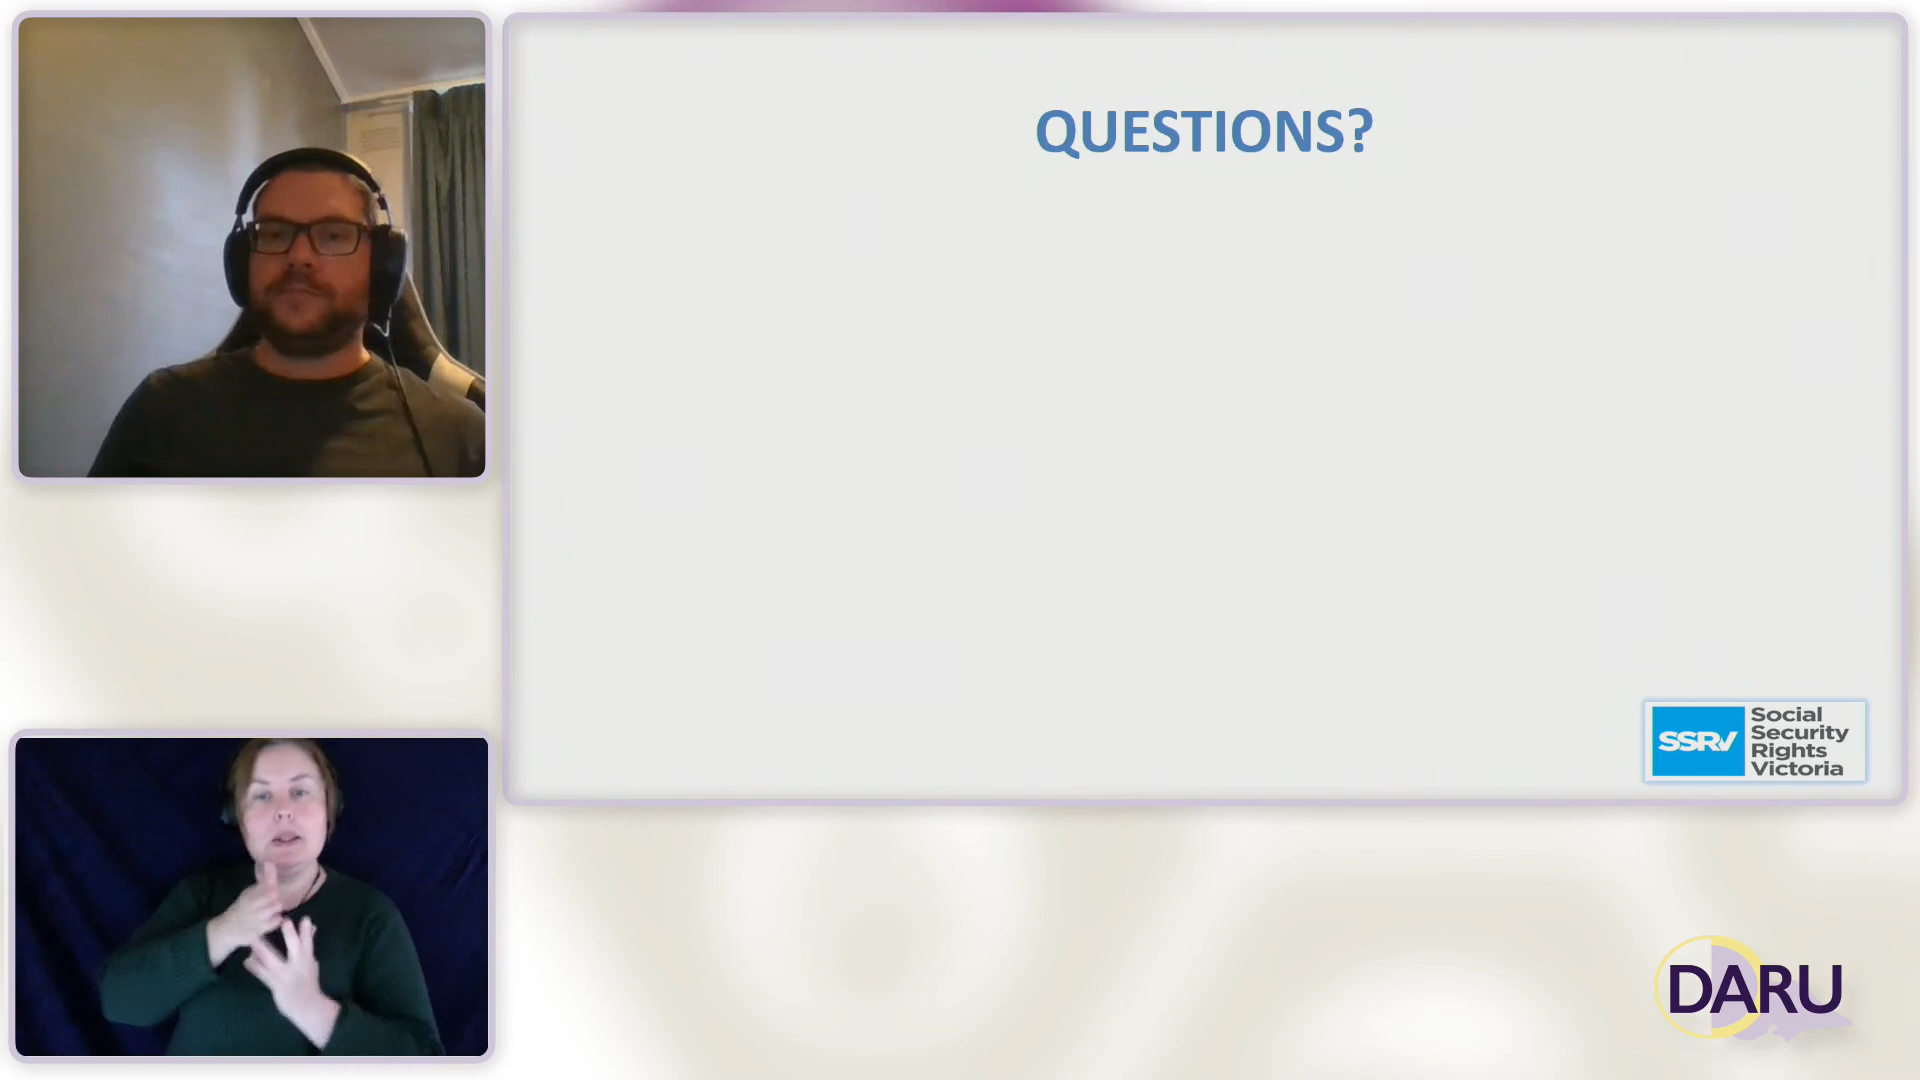 QUESTIONS?
SSRV
Social
Security
Rights
Victoria
DARU